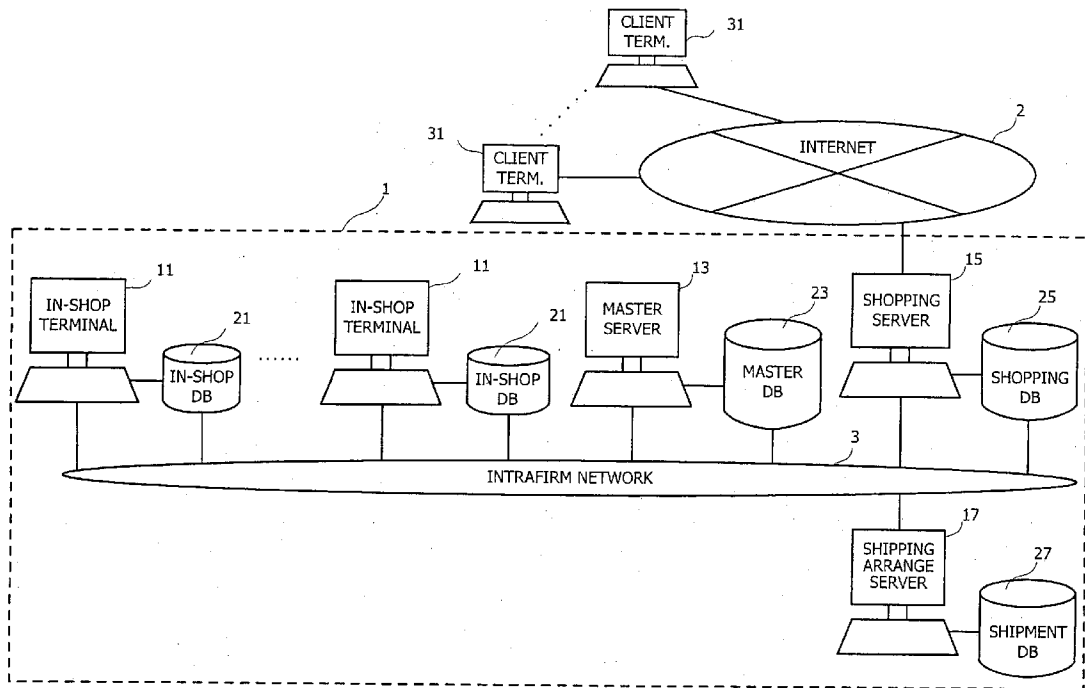 CLIENT
TERM.
31
31
CLIENT
TERM.
INTERNET
2
1
11
IN-SHOP
TERMINAL
21
IN-SHOP
DB
11
IN-SHOP
TERMINAL
21
IN-SHOP
DB
13
MASTER
SERVER
23
MASTER
DB
15
SHOPPING
SERVER
25
SHOPPING
DB
3
INTRAFIRM NETWORK
17
SHIPPING
ARRANGE
SERVER
27
SHIPMENT
DB